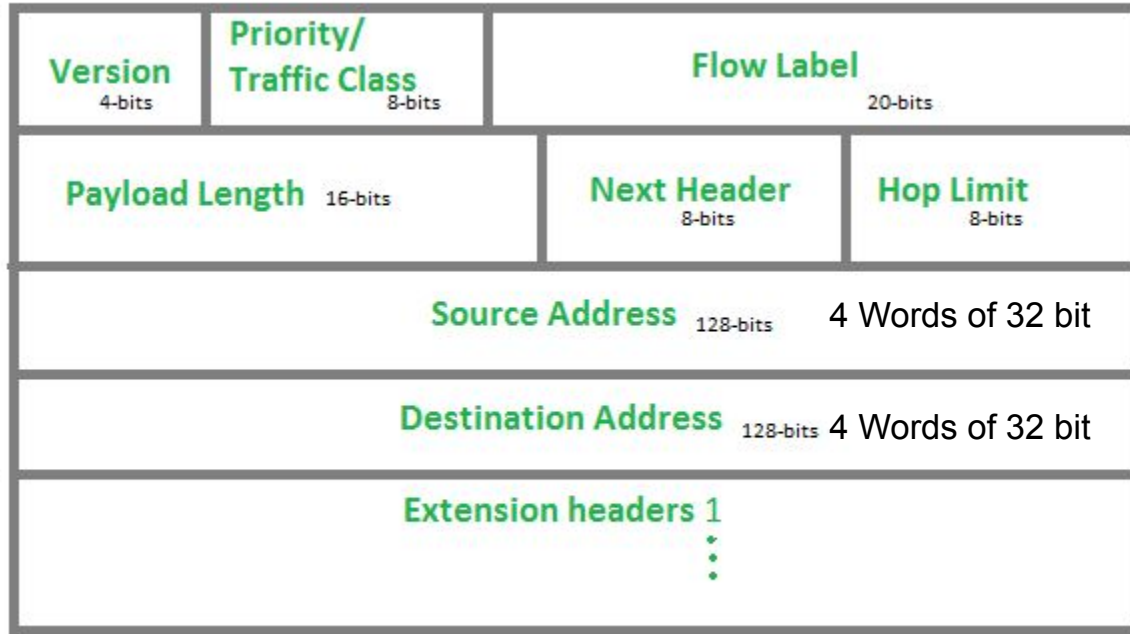 Version
4-bits
Priority/
Traffic Class
8-bits
Flow Label
20-bits
Payload Length 16-bits
Next Header
8-bits
Hop Limit
8-bits
Source Address 128-bits 4 Words of 32 bit
Destination Address 128-bits 4 Words of 32 bit
Extension headers 1